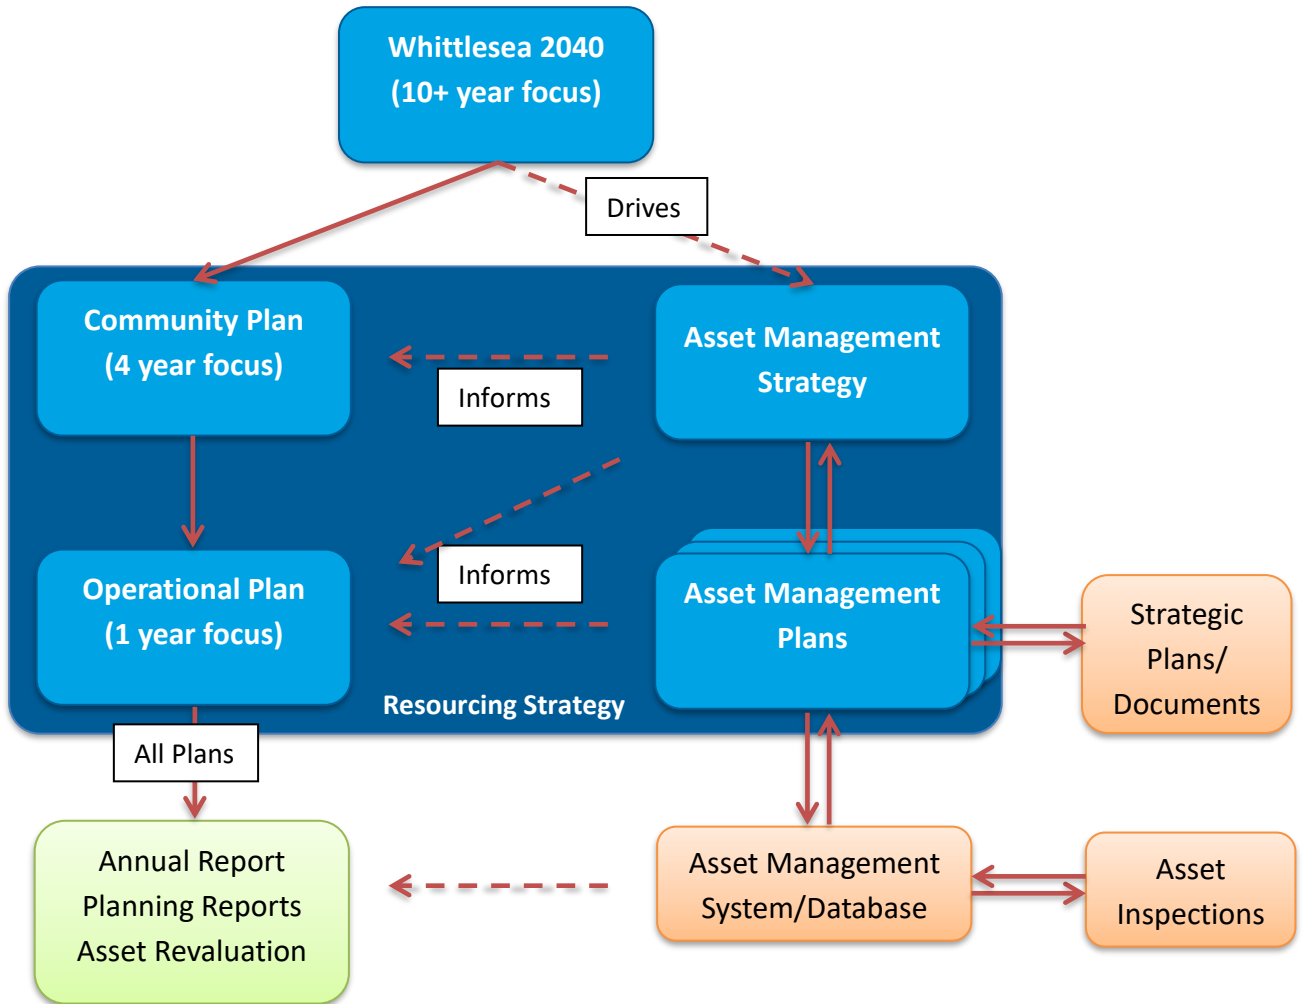 Whittlesea 2040
(10+ year focus)
Drives
Community Plan
(4 year focus)
Asset Management
Strategy
Informs
Operational Plan
(1 year focus)
Informs
Asset Management
Plans
Strategic
Plans/
Documents
Resourcing Strategy
All Plans
Annual Report
Planning Reports
Asset Revaluation
Asset Management
System/Database
Asset
Inspections